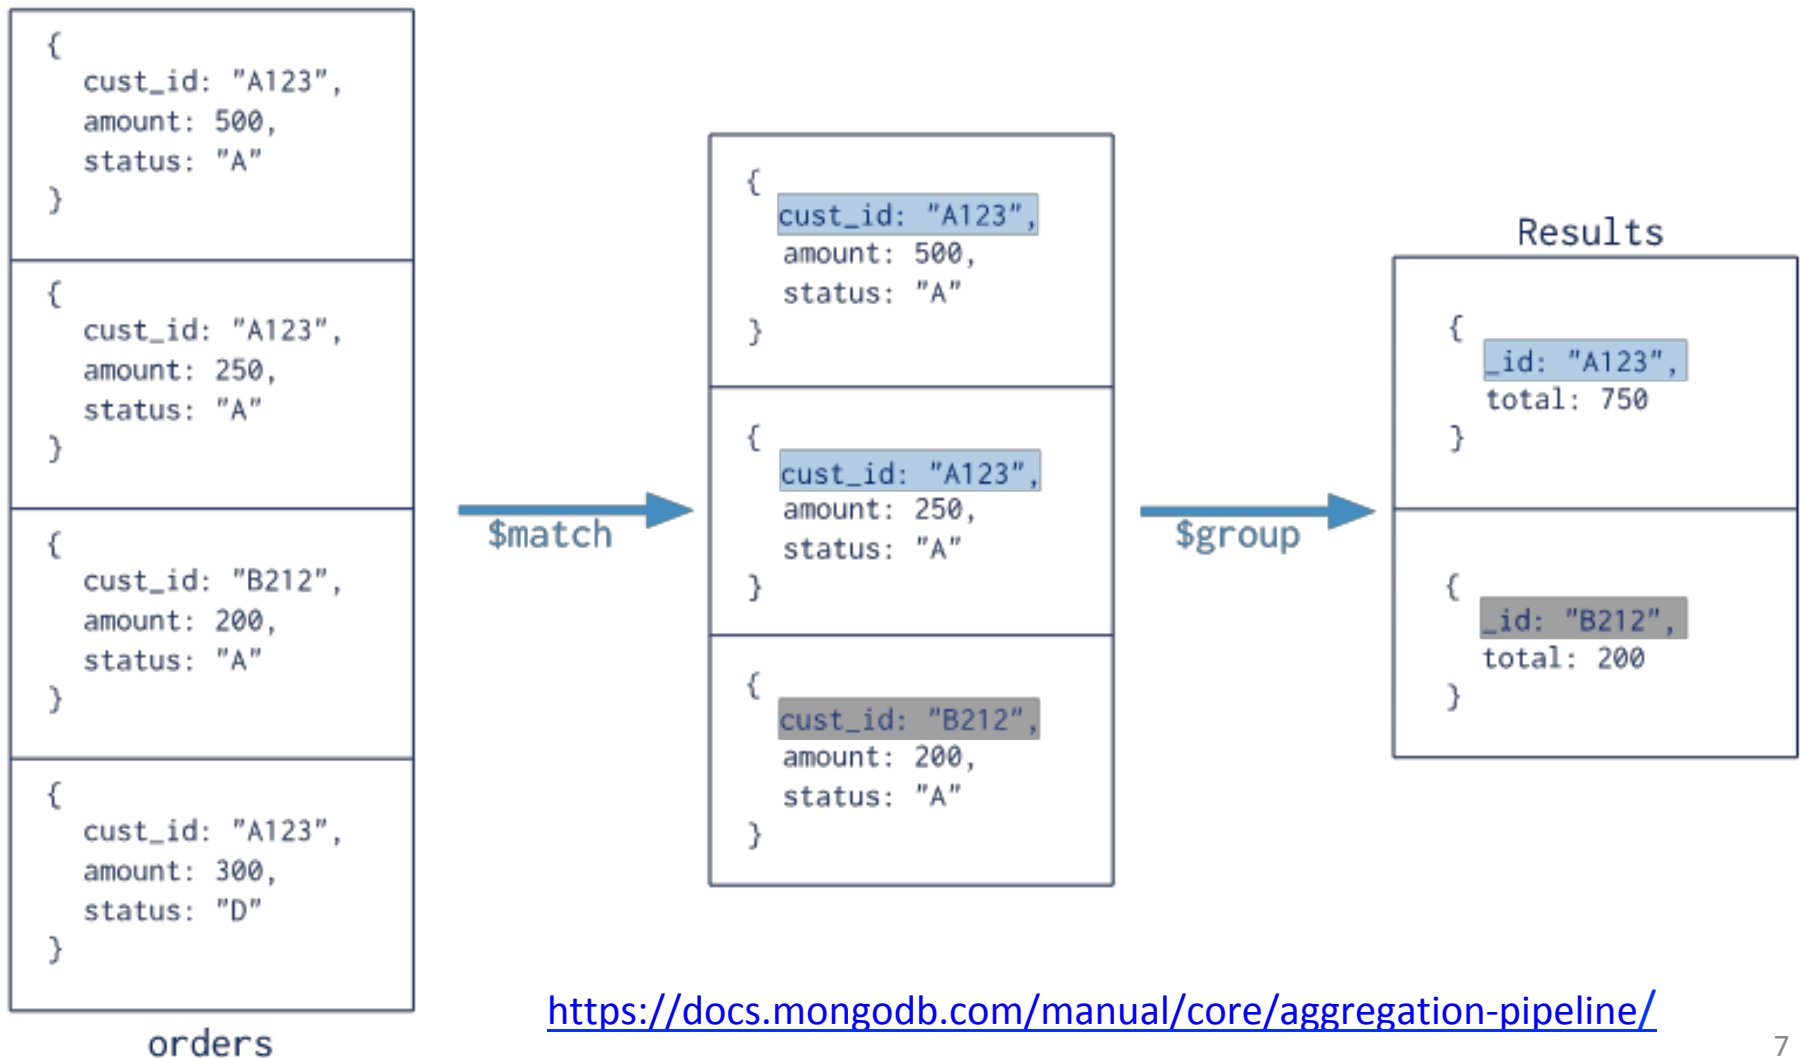 {
cust_id: "A123",
amount: 500,
status: "A"
}
{
cust_id: "A123",
amount: 250,
status: "A"
}
{
cust_id: "B212",
amount: 200,
status: "A"
}
{
cust_id: "A123",
amount: 300,
status: "D"
}
orders
$match
{
cust_id: "A123",
amount: 500,
status: "A"
}
{
cust_id: "A123",
amount: 250,
status: "A"
}
{
cust_id: "B212",
amount: 200,
status: "A"
}
$group
Results
{
_id: "A123",
total: 750
}
{
_id: "B212",
total: 200
}
https://docs.mongodb.com/manual/core/aggregation-pipeline/
7